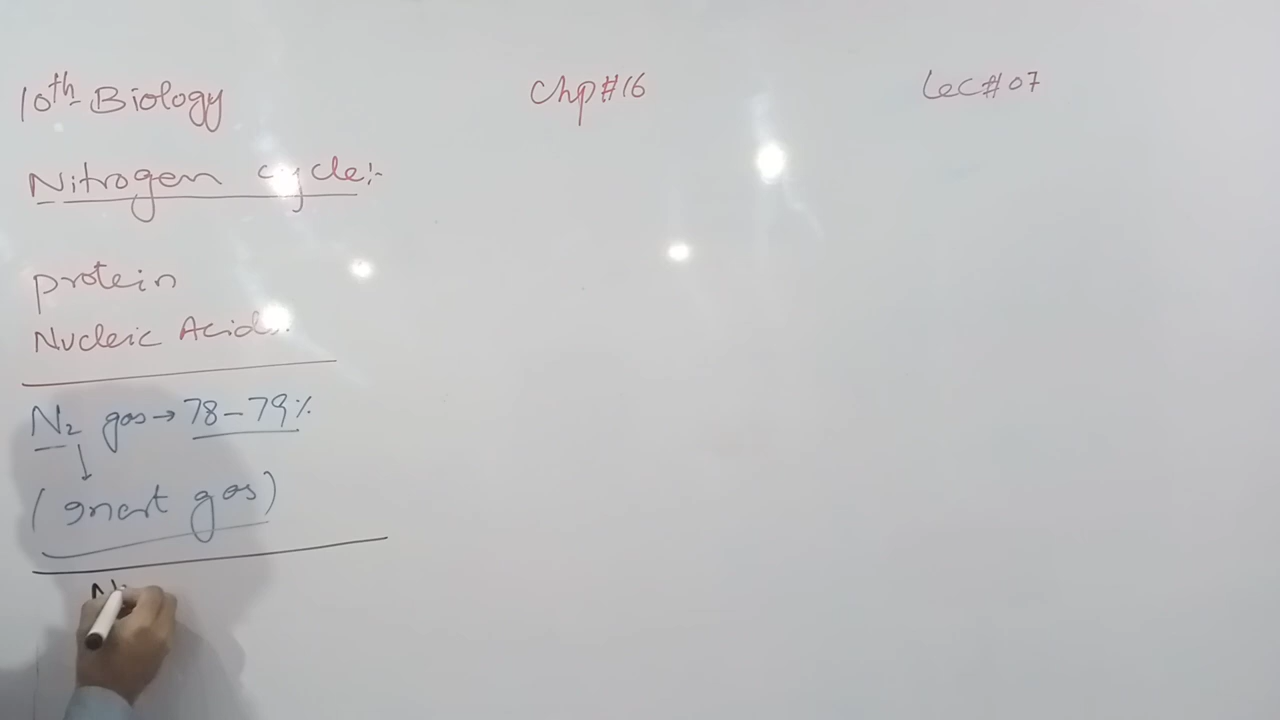 10th Biology
Chp#16
Lec#07
Nitrogen cycle:-
protein
Nucleic Acids.
N2 gas → 78-79%
(Inert gas)